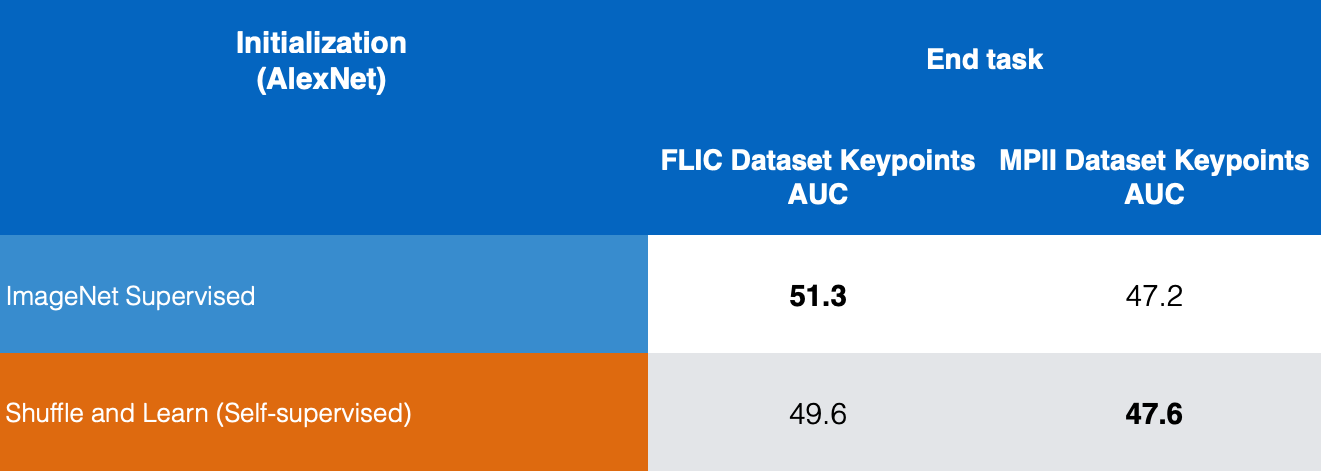 Initialization
(AlexNet)
End task
FLIC Dataset Keypoints
AUC
MPII Dataset Keypoints
AUC
ImageNet Supervised
51.3
47.2
Shuffle and Learn (Self-supervised)
49.6
47.6